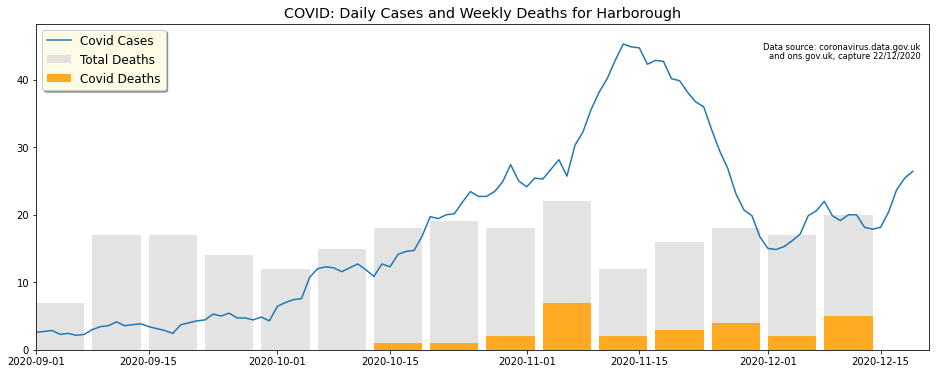 COVID: Daily Cases and Weekly Deaths for Harborough
Covid Cases
Total Deaths
Covid Deaths
Data source: coronavirus.data.gov.uk
and ons.gov.uk, capture 22/12/2020
40
30
20
10
0
2020-09-01
2020-09-15
2020-10-01
2020-10-15
2020-11-01
2020-11-15
2020-12-01
2020-12-15